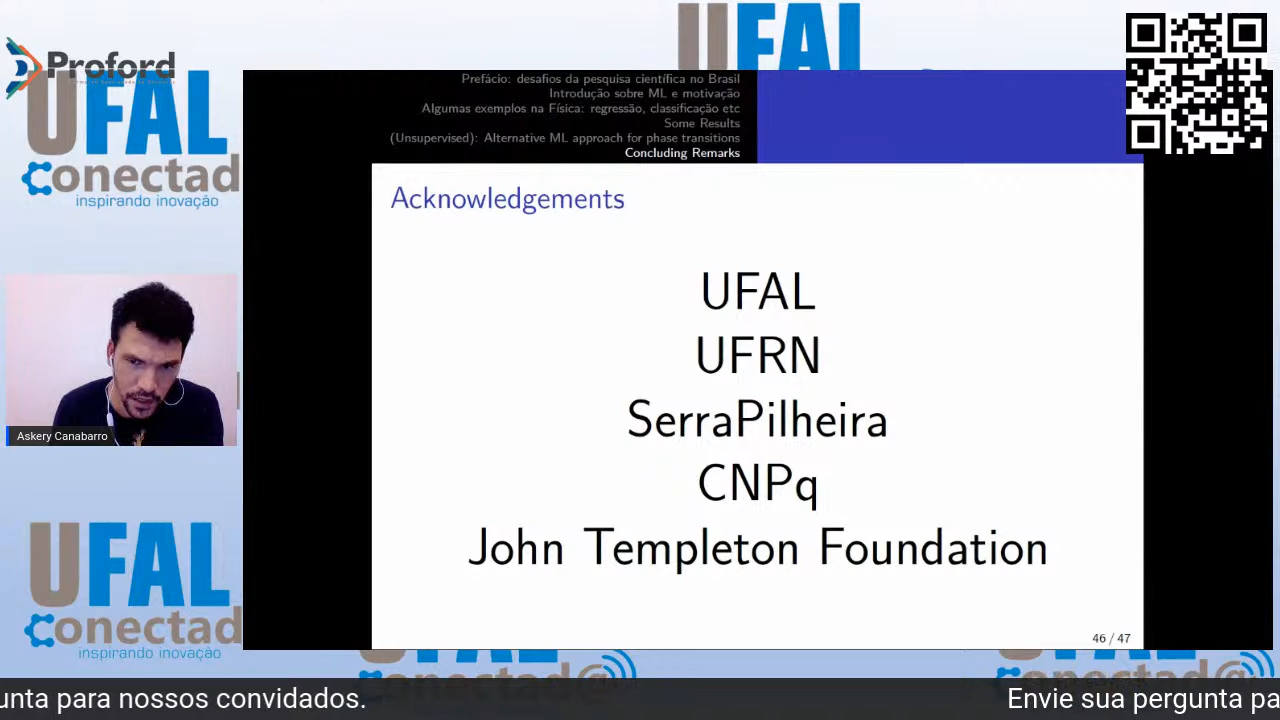 Proford
UFAL
conectad
inspirando inovação
UFAL
Prefácio: desafios da pesquisa científica no Brasil
Introdução sobre ML e motivação
Algumas exemplos na Física: regressão, classificação etc
Some Results
(Unsupervised): Alternative ML approach for phase transitions
Concluding Remarks
Acknowledgements
UFAL
UFRN
SerraPilheira
CNPq
John Templeton Foundation
46 / 47
Askery Canabarro
UFAL
conectad
inspirando inovação
conectad@
unta para nossos convidados.
Envie sua pergunta pa